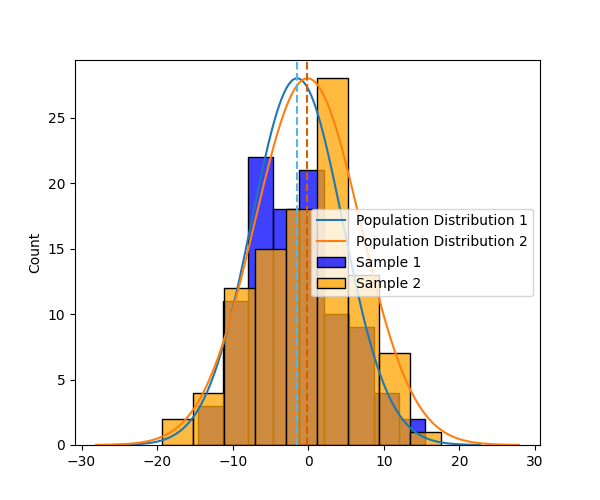 25
20
15
10
5
0
Count
Population Distribution 1
Population Distribution 2
Sample 1
Sample 2
−30 −20 −10 0 10 20 30